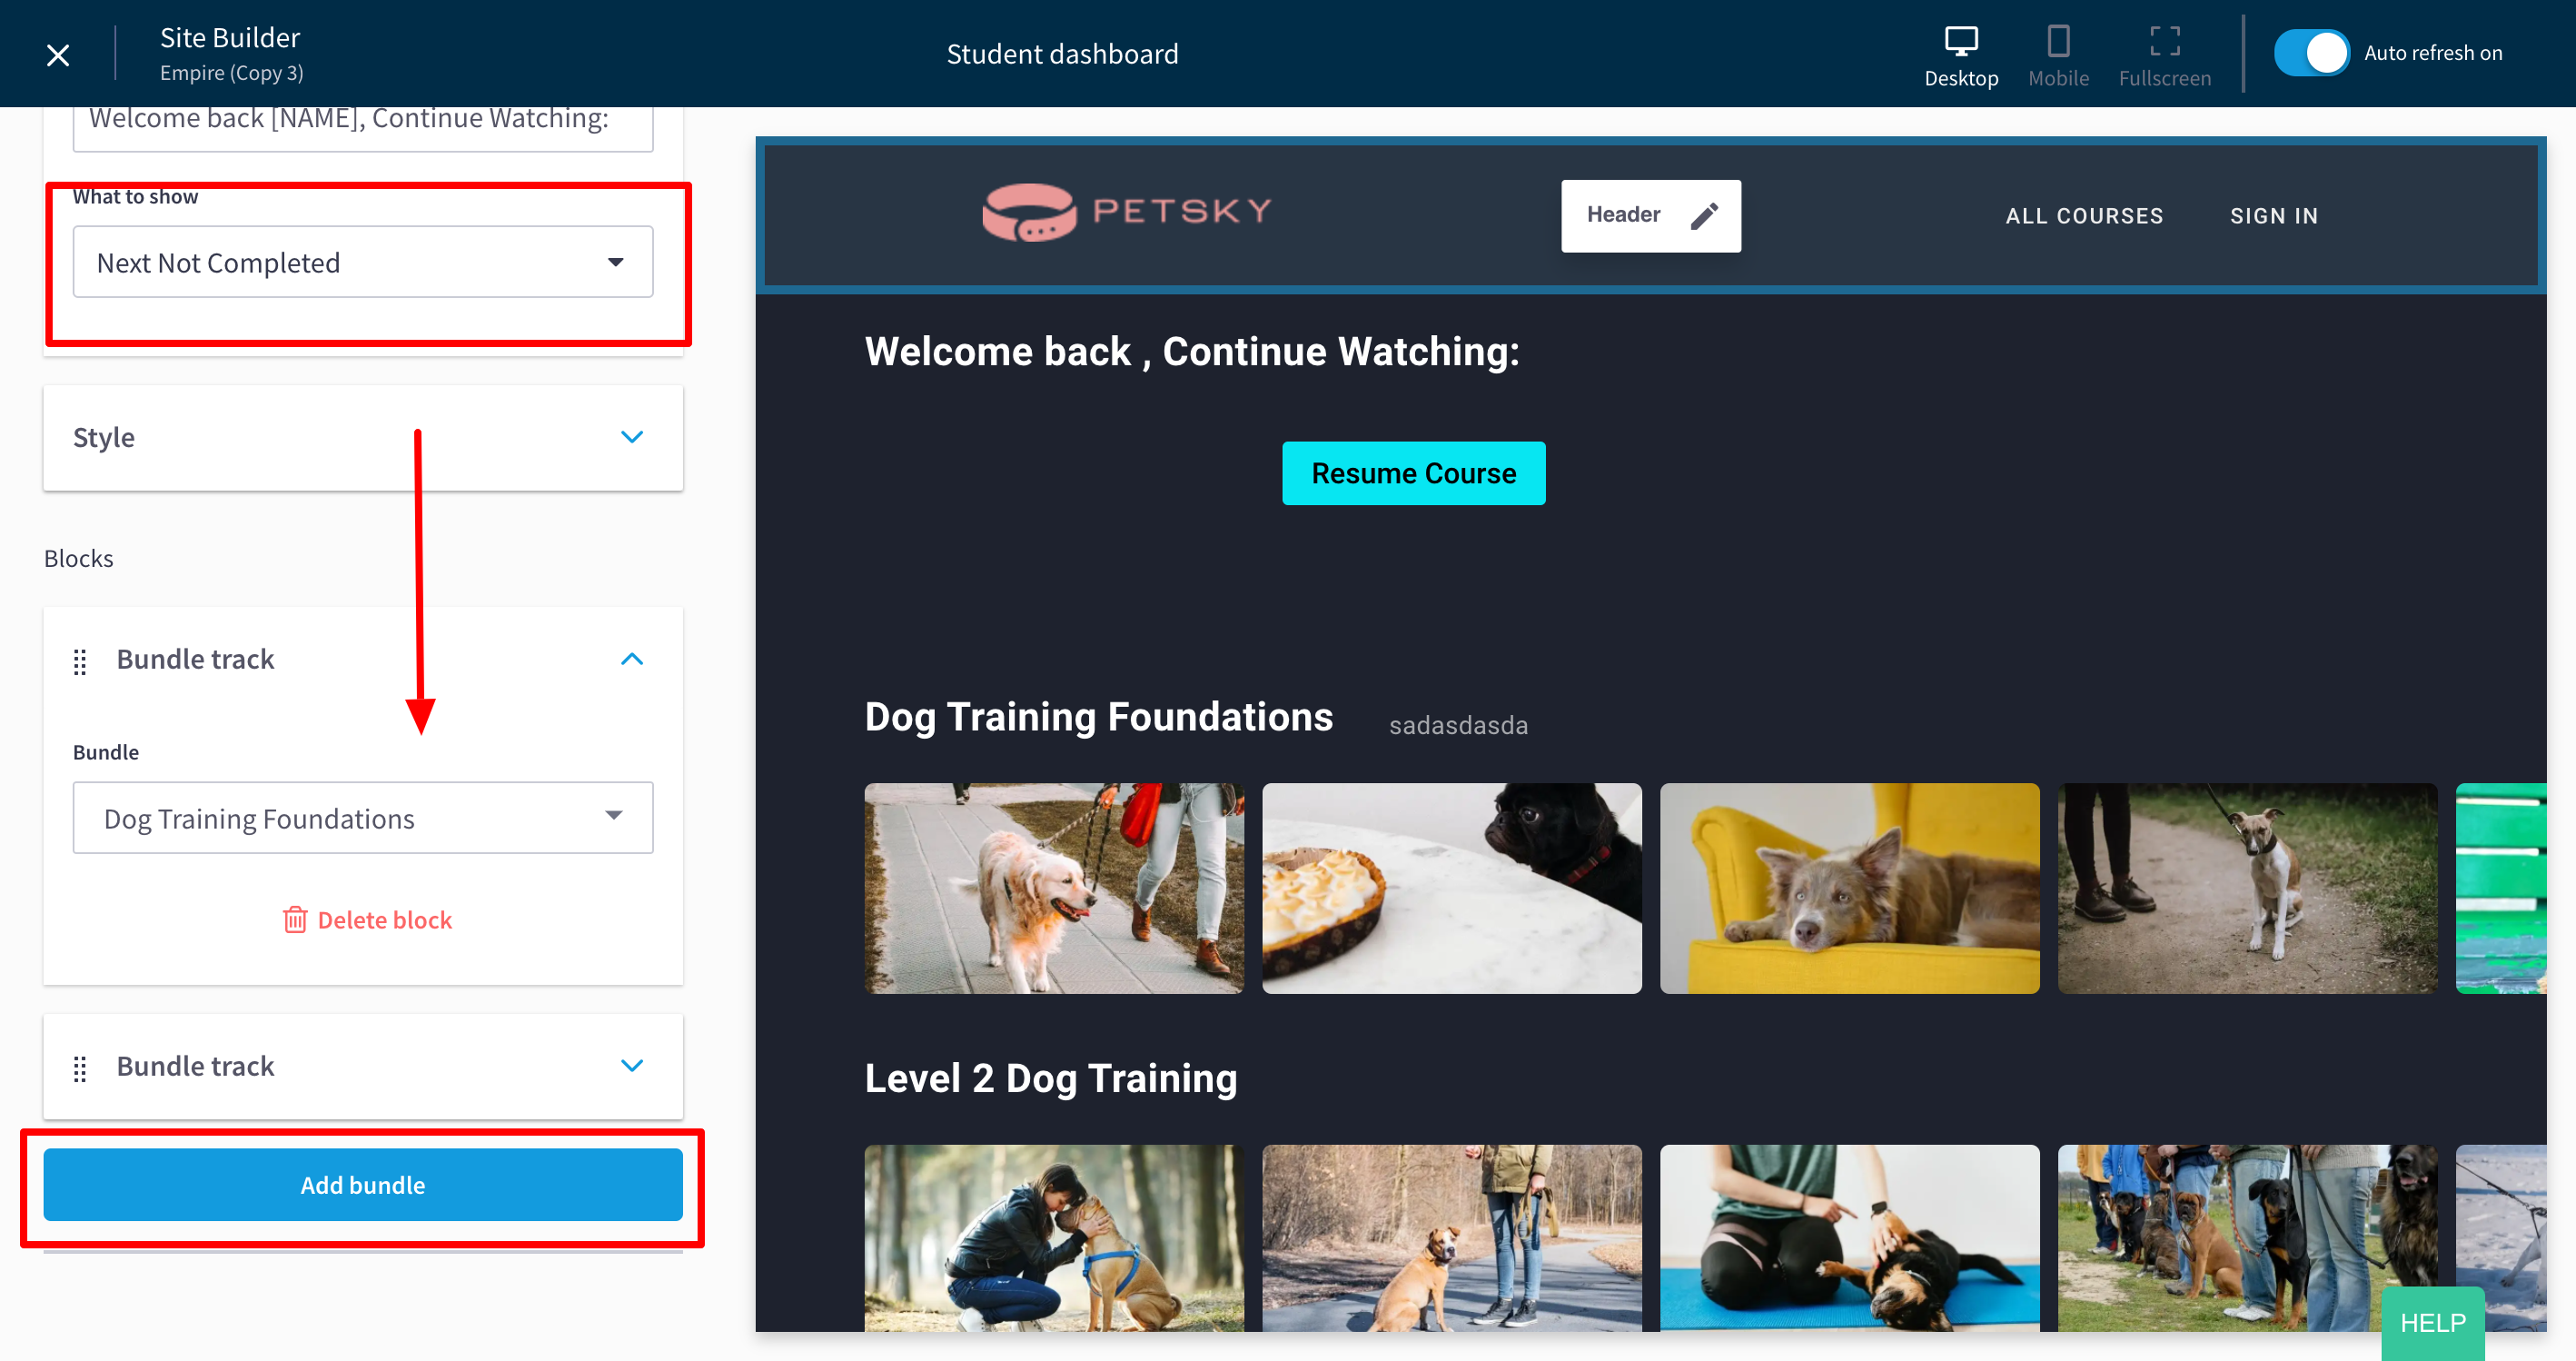 Site Builder
Empire (Copy 3)
Student dashboard
Desktop
Mobile
Fullscreen
Auto refresh on
Welcome back [NAME], Continue Watching:
What to show
Next Not Completed
Style
Blocks
Bundle track
Bundle
Dog Training Foundations
Delete block
Bundle track
Add bundle
PETSKY
Header
ALL COURSES
SIGN IN
Welcome back , Continue Watching:
Resume Course
Dog Training Foundations
sadasdasda
Level 2 Dog Training
HELP